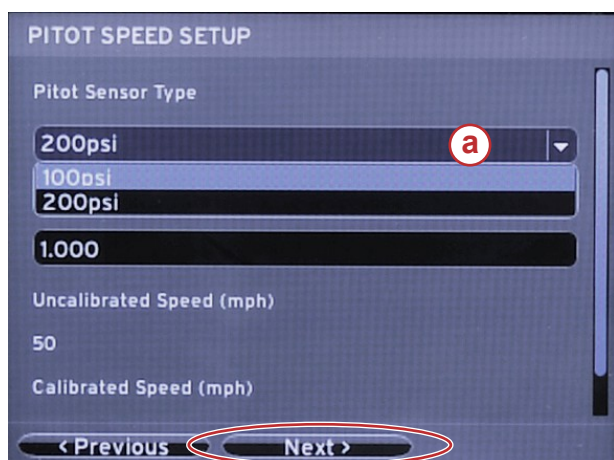 PITOT SPEED SETUP
Pitot Sensor Type
200psi
a
100psi
200psi
1.000
Uncalibrated Speed (mph)
50
Calibrated Speed (mph)
< Previous
Next >